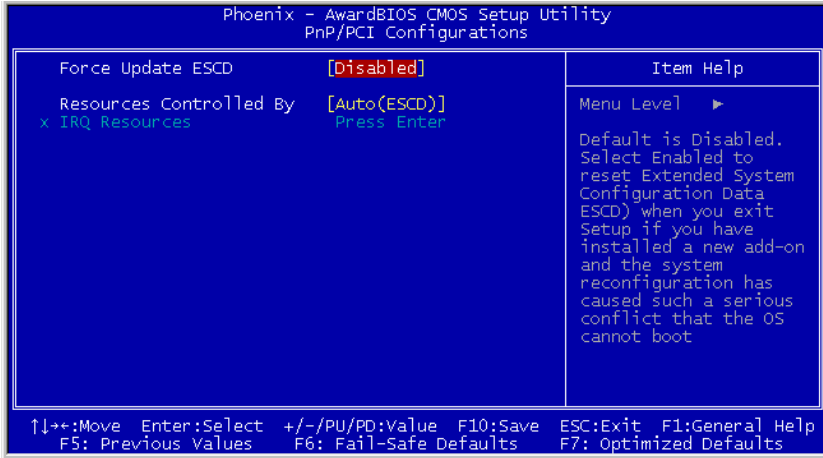 Phoenix - AwardBIOS CMOS Setup Utility
PnP/PCI Configurations
Force Update ESCD [Disabled]
Resources Controlled By [Auto(ESCD)]
x IRQ Resources Press Enter
Item Help
Menu Level ►
Default is Disabled.
Select Enabled to
reset Extended System
Configuration Data
ESCD) when you exit
Setup if you have
installed a new add-on
and the system
reconfiguration has
caused such a serious
conflict that the OS
cannot boot
↑↓→←:Move Enter:Select +/-/PU/PD:Value F10:Save ESC:Exit F1:General Help
F5: Previous Values F6: Fail-Safe Defaults F7: Optimized Defaults